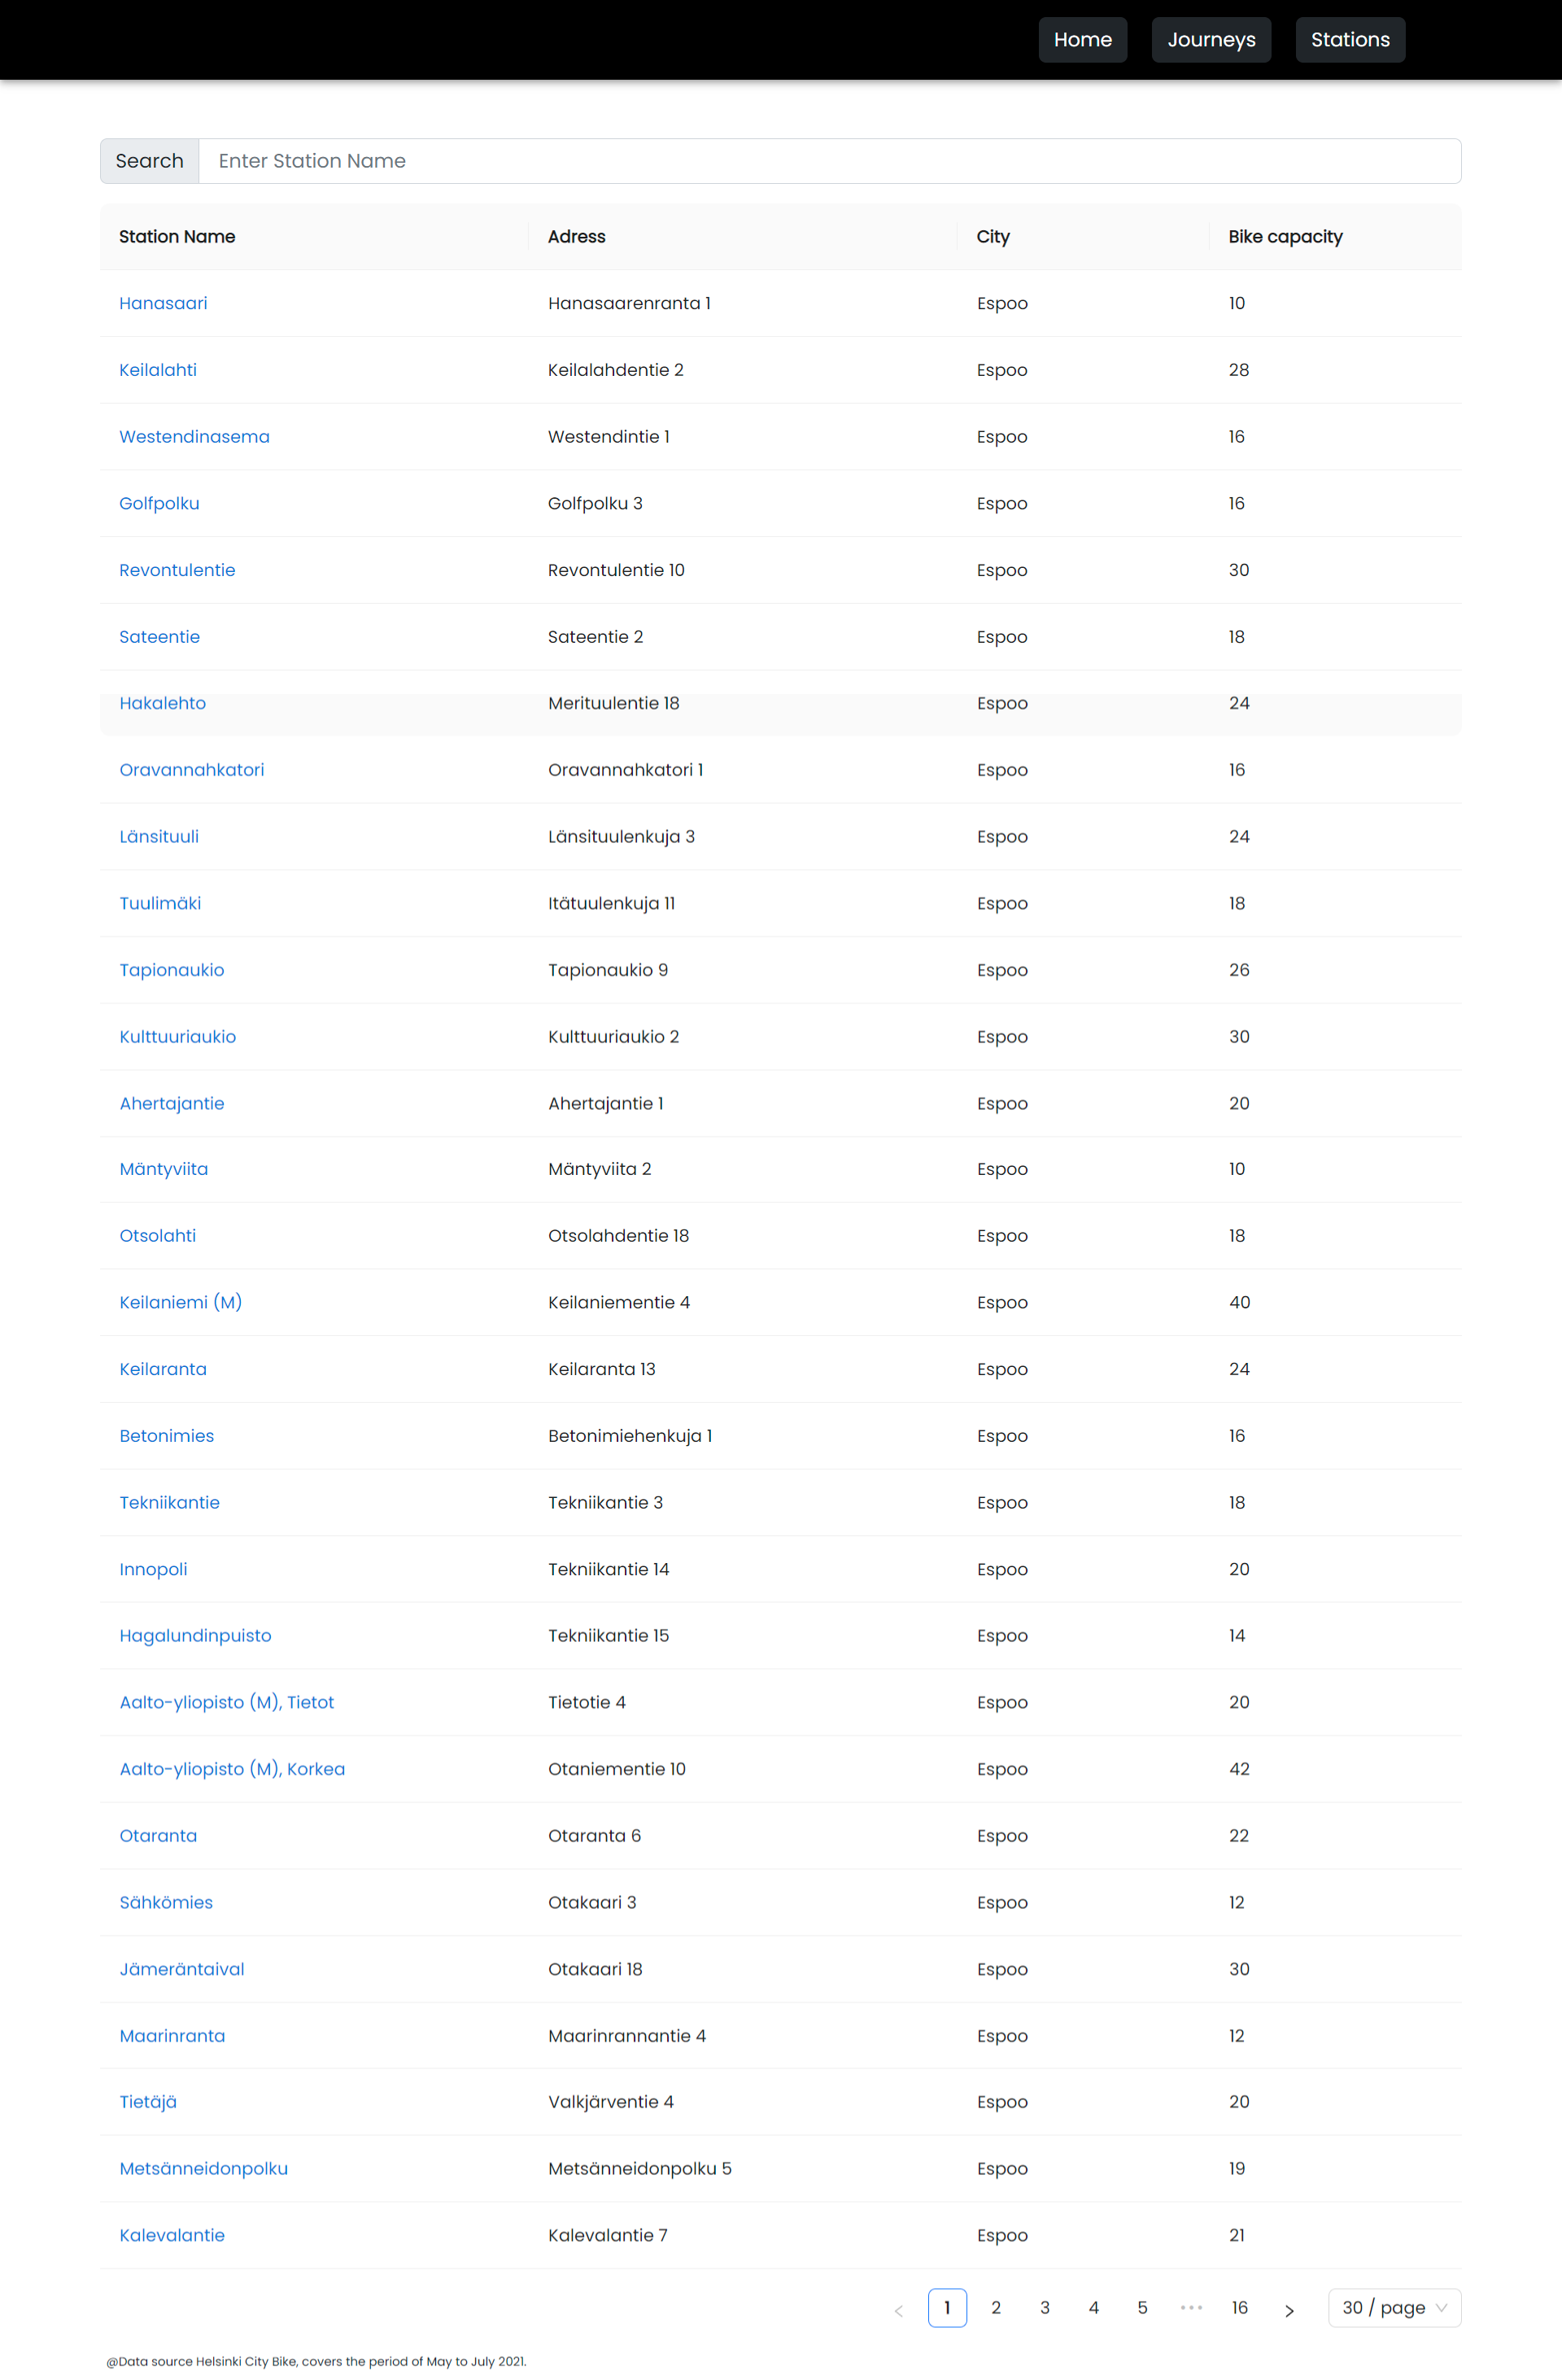 Home Journeys Stations
Search Enter Station Name
Station Name Adress City Bike capacity
Hanasaari Hanasaarenranta 1 Espoo 10
Keilalahti Keilalahdentie 2 Espoo 28
Westendinasema Westendintie 1 Espoo 16
Golfpolku Golfpolku 3 Espoo 16
Revontulentie Revontulentie 10 Espoo 30
Sateentie Sateentie 2 Espoo 18
Hakalehto Merituulentie 18 Espoo 24
Oravannahkatori Oravannahkatori 1 Espoo 16
Länsituuli Länsituulenkuja 3 Espoo 24
Tuulimäki Itätuulenkuja 11 Espoo 18
Tapionaukio Tapionaukio 9 Espoo 26
Kulttuuriaukio Kulttuuriaukio 2 Espoo 30
Ahertajantie Ahertajantie 1 Espoo 20
Mäntyviita Mäntyviita 2 Espoo 10
Otsolahti Otsolahdentie 18 Espoo 18
Keilaniemi (M) Keilaniementie 4 Espoo 40
Keilaranta Keilaranta 13 Espoo 24
Betonimies Betonimiehenkuja 1 Espoo 16
Tekniikantie Tekniikantie 3 Espoo 18
Innopoli Tekniikantie 14 Espoo 20
Hagalundinpuisto Tekniikantie 15 Espoo 14
Aalto-yliopisto (M), Tietot Tietotie 4 Espoo 20
Aalto-yliopisto (M), Korkea Otaniementie 10 Espoo 42
Otaranta Otaranta 6 Espoo 22
Sähkömies Otakaari 3 Espoo 12
Jämeräntaival Otakaari 18 Espoo 30
Maarinranta Maarinrannantie 4 Espoo 12
Tietäjä Valkjärventie 4 Espoo 20
Metsänneidonpolku Metsänneidonpolku 5 Espoo 19
Kalevalantie Kalevalantie 7 Espoo 21
< 1 2 3 4 5 ••• 16 > 30 / page
@Data source Helsinki City Bike, covers the period of May to July 2021.